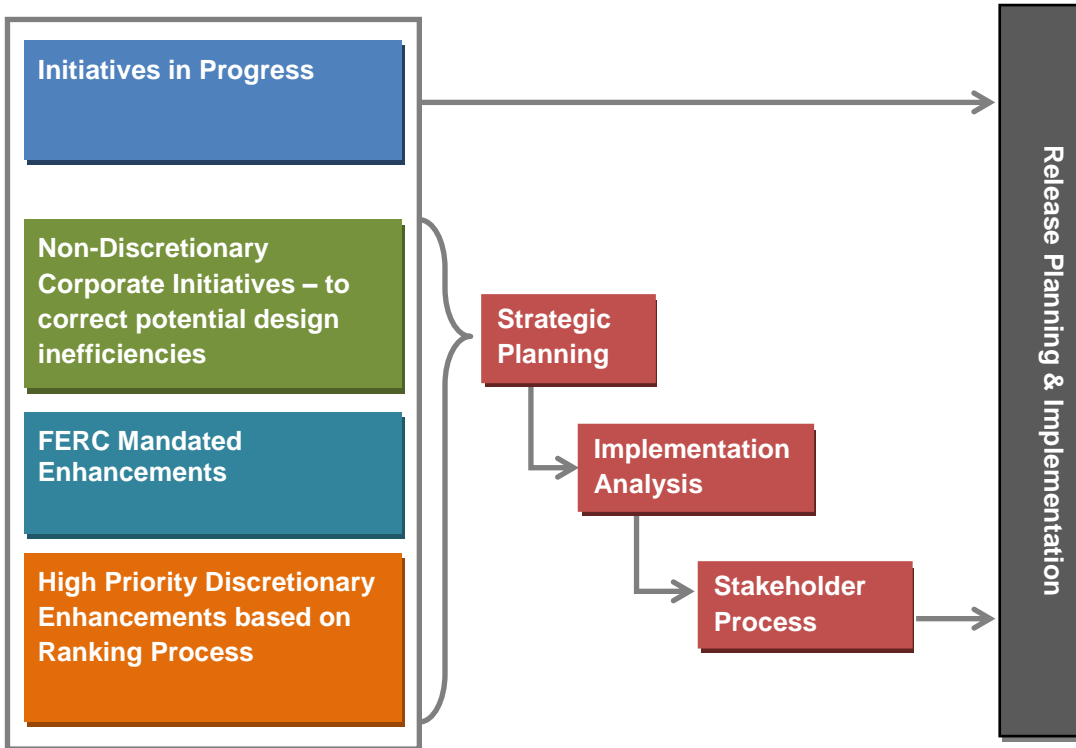 Initiatives in Progress
Non-Discretionary
Corporate Initiatives – to
correct potential design
inefficiencies
FERC Mandated
Enhancements
High Priority Discretionary
Enhancements based on
Ranking Process
Strategic
Planning
Implementation
Analysis
Stakeholder
Process
Release Planning & Implementation